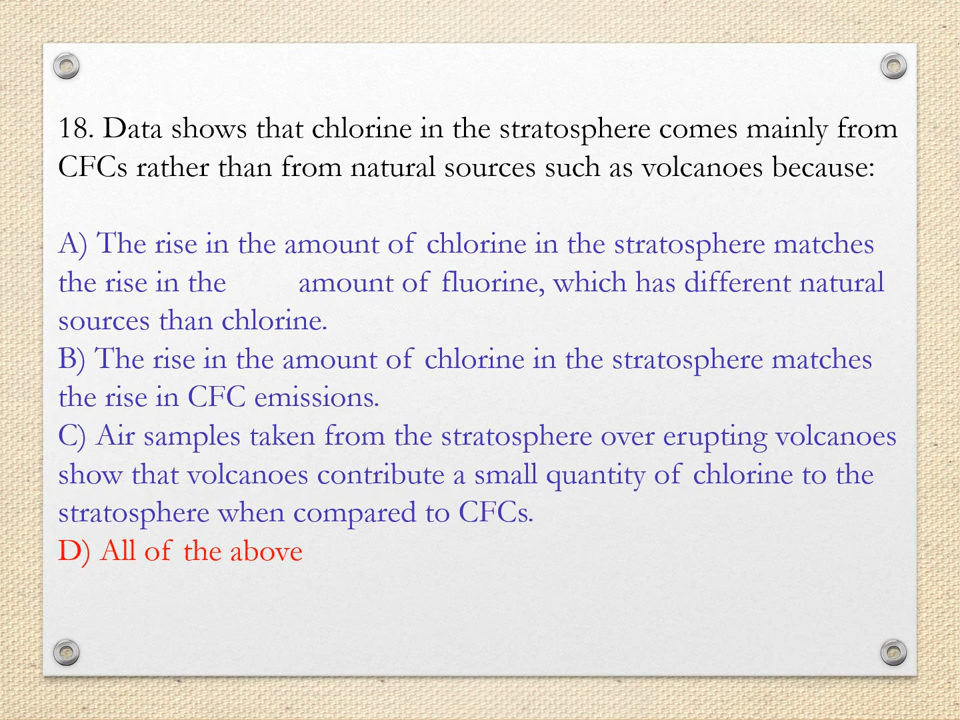 18. Data shows that chlorine in the stratosphere comes mainly from
CFCs rather than from natural sources such as volcanoes because:
A) The rise in the amount of chlorine in the stratosphere matches
the rise in the amount of fluorine, which has different natural
sources than chlorine.
B) The rise in the amount of chlorine in the stratosphere matches
the rise in CFC emissions.
C) Air samples taken from the stratosphere over erupting volcanoes
show that volcanoes contribute a small quantity of chlorine to the
stratosphere when compared to CFCs.
D) All of the above